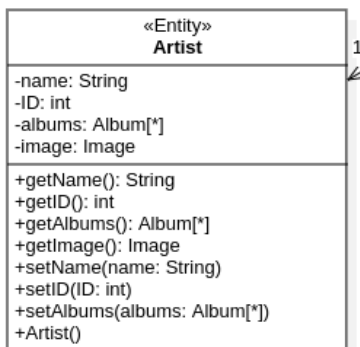 «Entity»
Artist
1
-name: String
-ID: int
-albums: Album[*]
-image: Image
+getName(): String
+getID(): int
+getAlbums(): Album[*]
+getImage(): Image
+setName(name: String)
+setID(ID: int)
+setAlbums(albums: Album[*])
+Artist()